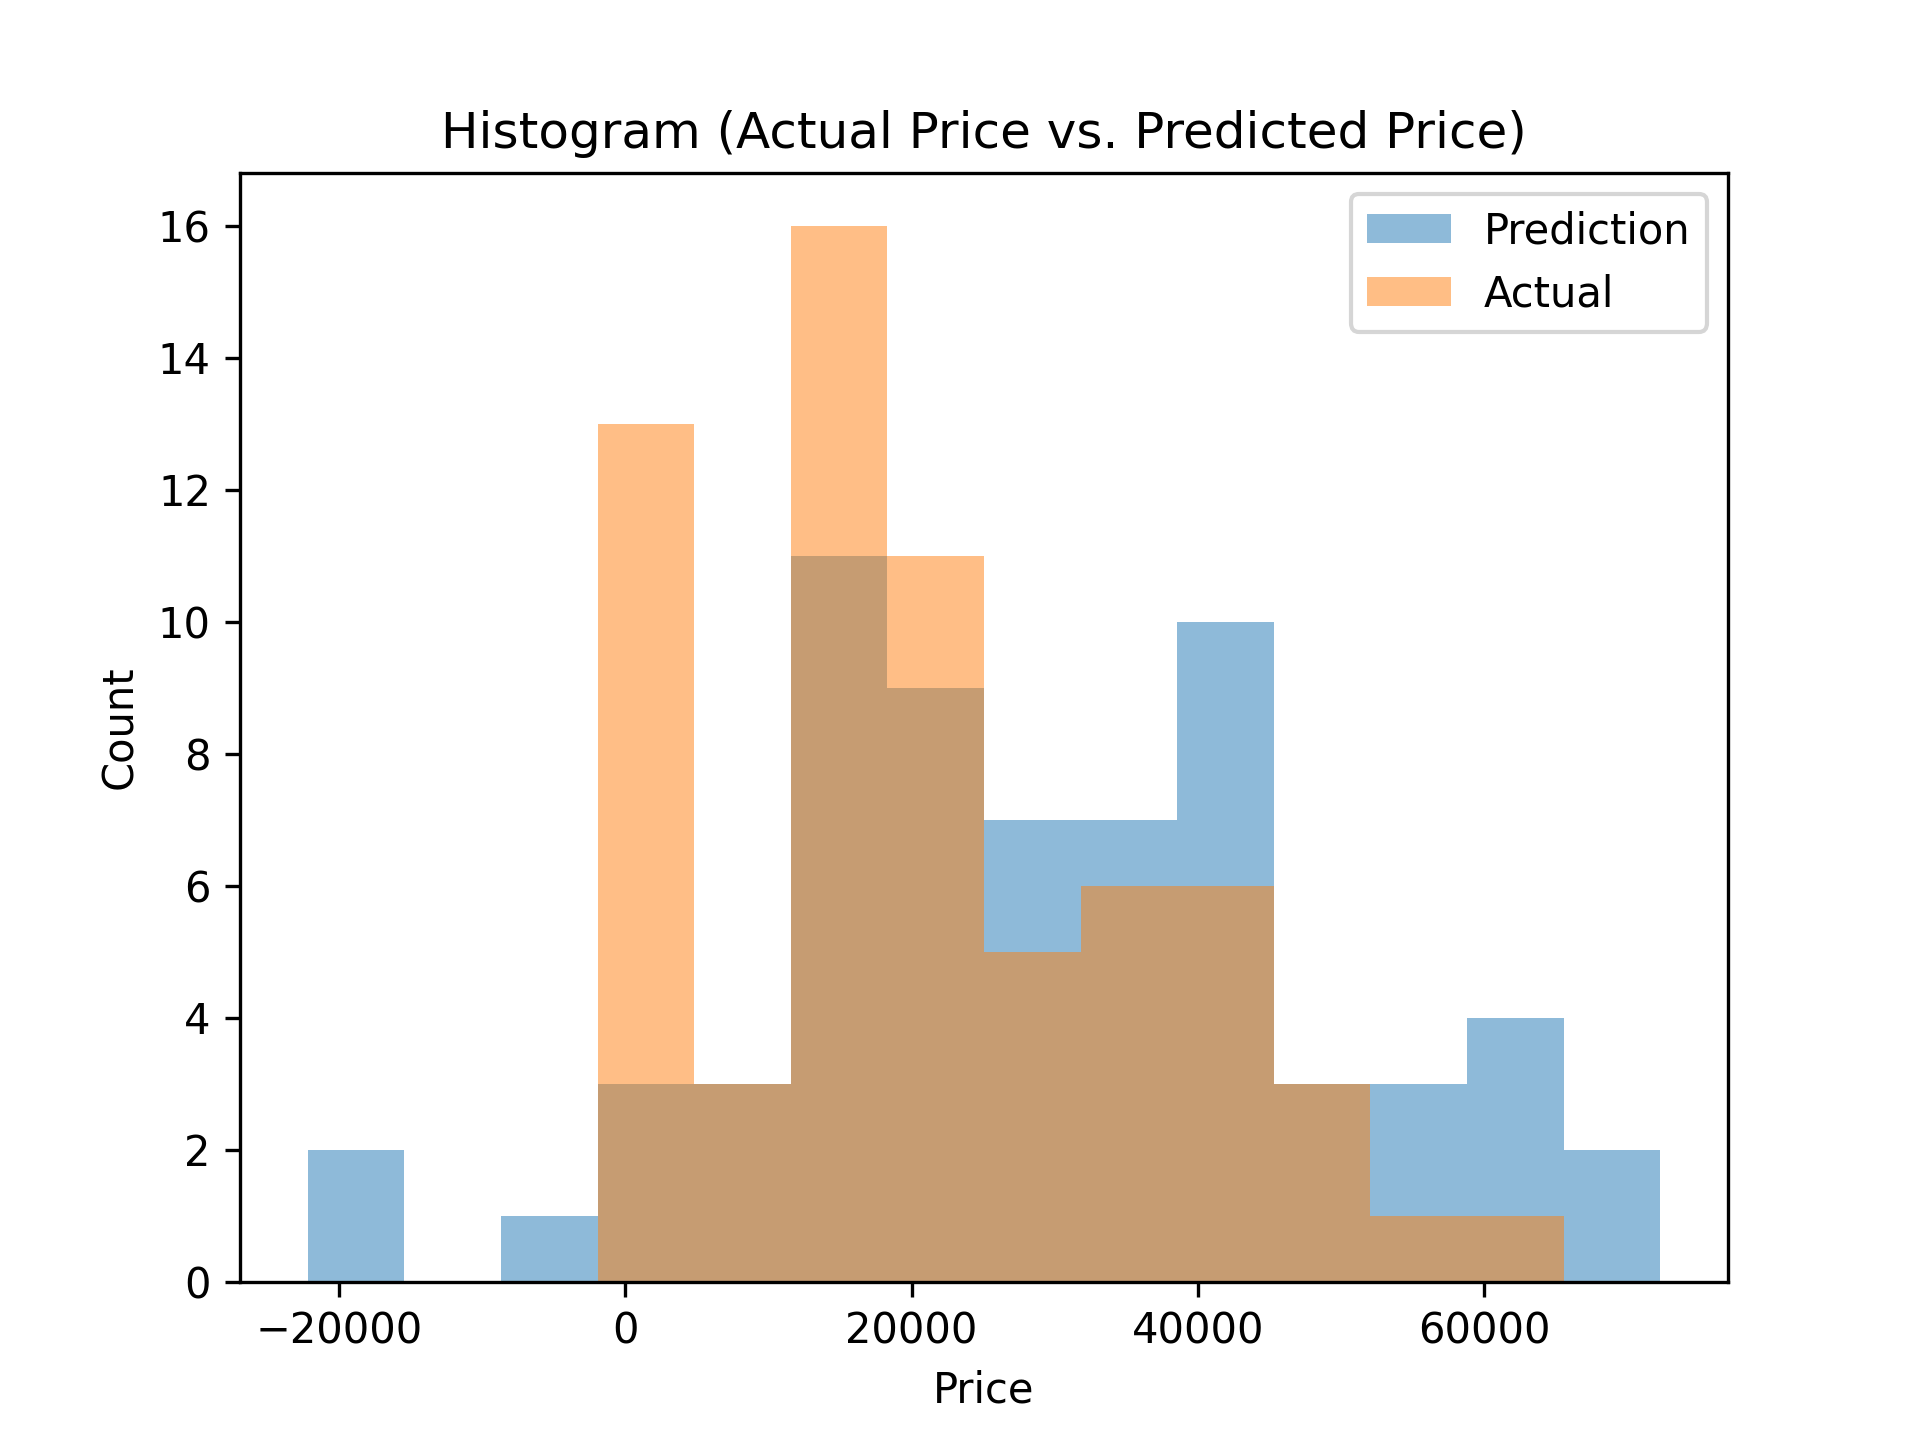 Histogram (Actual Price vs. Predicted Price)
Prediction
Actual
16
14
12
10
8
6
4
2
0
Count
−20000 0 20000 40000 60000
Price